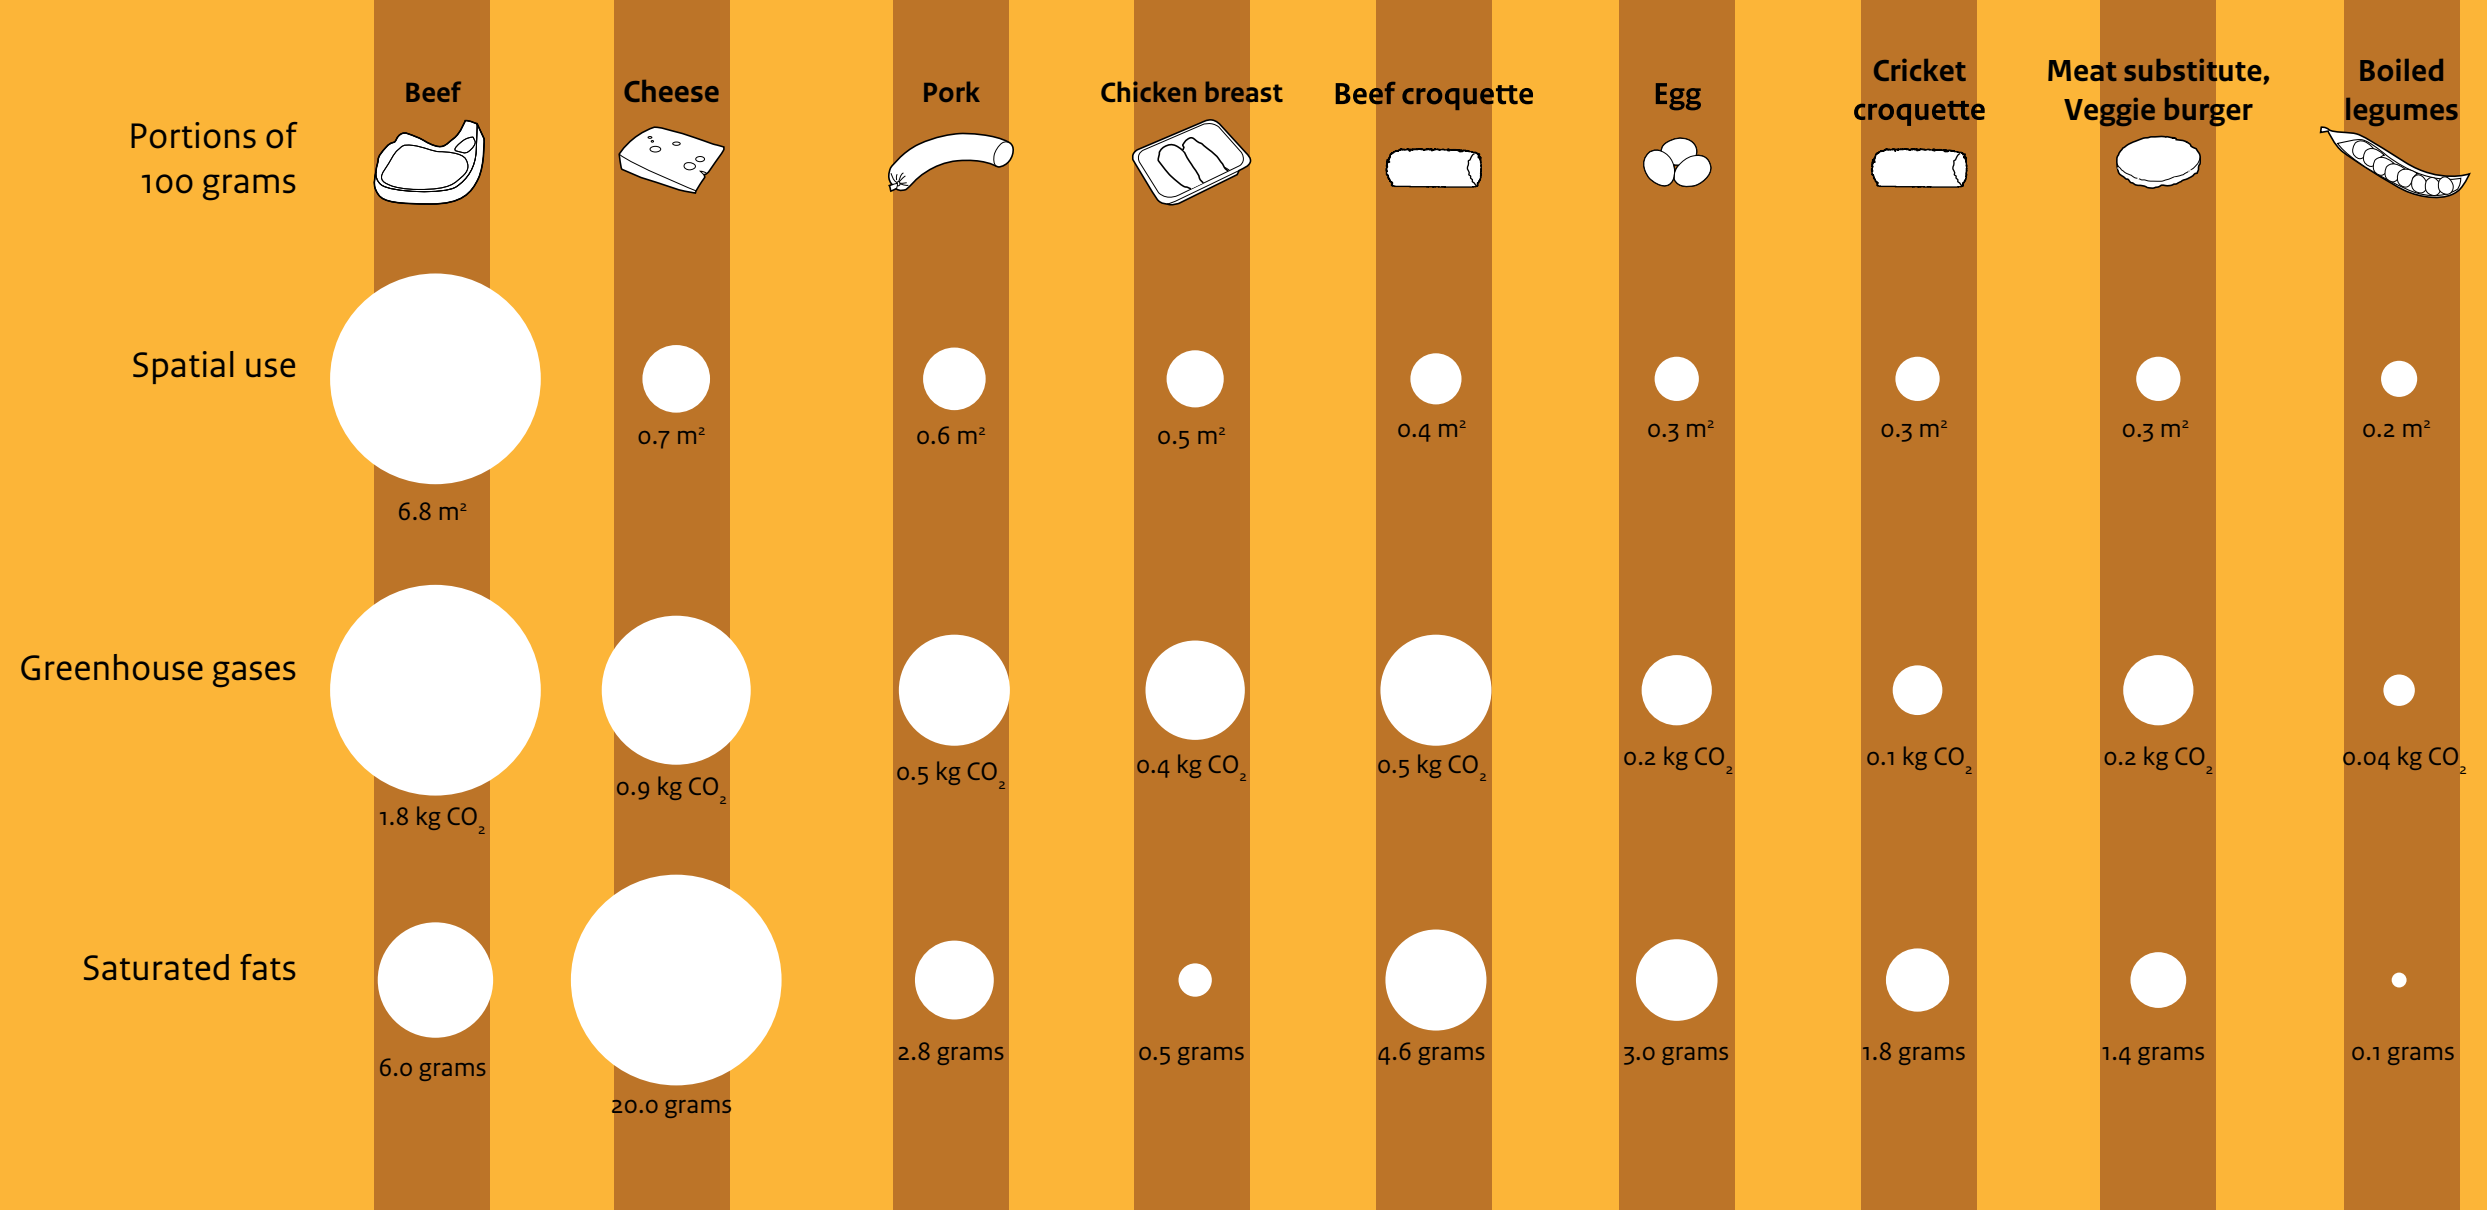 Portions of
100 grams
Beef
Cheese
Pork
Chicken breast
Beef croquette
Egg
Cricket
croquette
Meat substitute,
Veggie burger
Boiled
legumes
Spatial use
6.8 m²
0.7 m²
0.6 m²
0.5 m²
0.4 m²
0.3 m²
0.3 m²
0.3 m²
0.2 m²
Greenhouse gases
1.8 kg CO₂
0.9 kg CO₂
0.5 kg CO₂
0.4 kg CO₂
0.5 kg CO₂
0.2 kg CO₂
0.1 kg CO₂
0.2 kg CO₂
0.04 kg CO₂
Saturated fats
6.0 grams
20.0 grams
2.8 grams
0.5 grams
4.6 grams
3.0 grams
1.8 grams
1.4 grams
0.1 grams